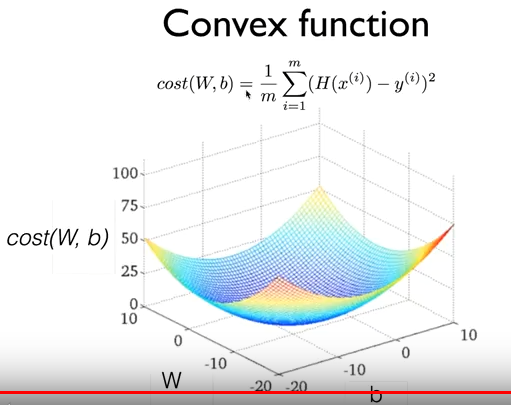 Convex function
cost(W, b) = 1/m ∑_{i=1}^{m} (H(x^{(i)}) − y^{(i)})²
100
75
cost(W, b)
50
25
0
10
0
-10
-20
-20
-10
0
10
W
b